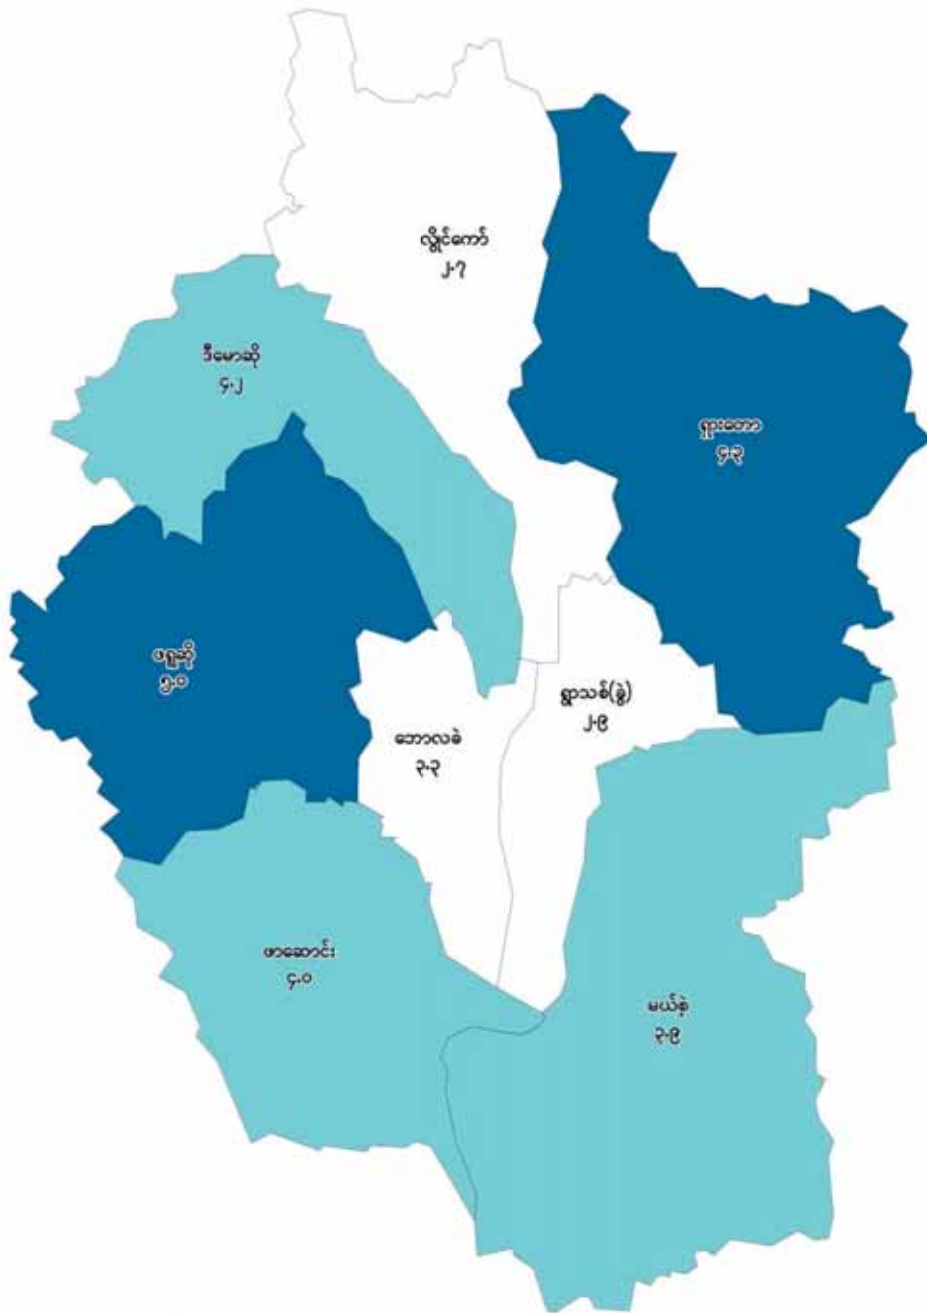 လွိုင်ကော်
၂.၇
ဒီမောဆို
၄.၂
ရှားတော
၄.၃
ဖရူဆို
၅.၀
ရွာသစ်(ခွဲ)
၂.၉
ဘောလခဲ
၃.၃
ဖာဆောင်း
၄.၀
မယ်စဲ့
၃.၉